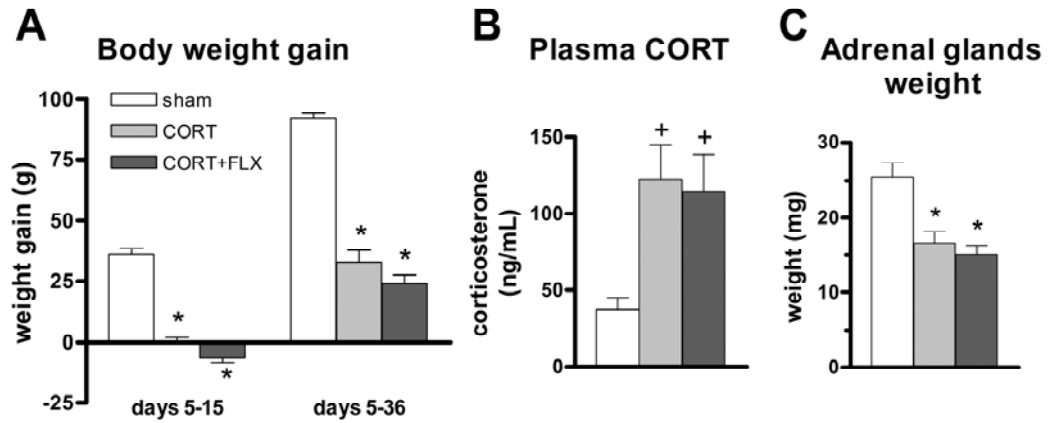 A
Body weight gain
weight gain (g)
100
75
50
25
0
-25
sham
CORT
CORT+FLX
*
*
*
*
days 5-15
days 5-36
B
Plasma CORT
corticosterone
(ng/mL)
150
100
50
0
+
+
C
Adrenal glands
weight
weight (mg)
30
20
10
0
*
*